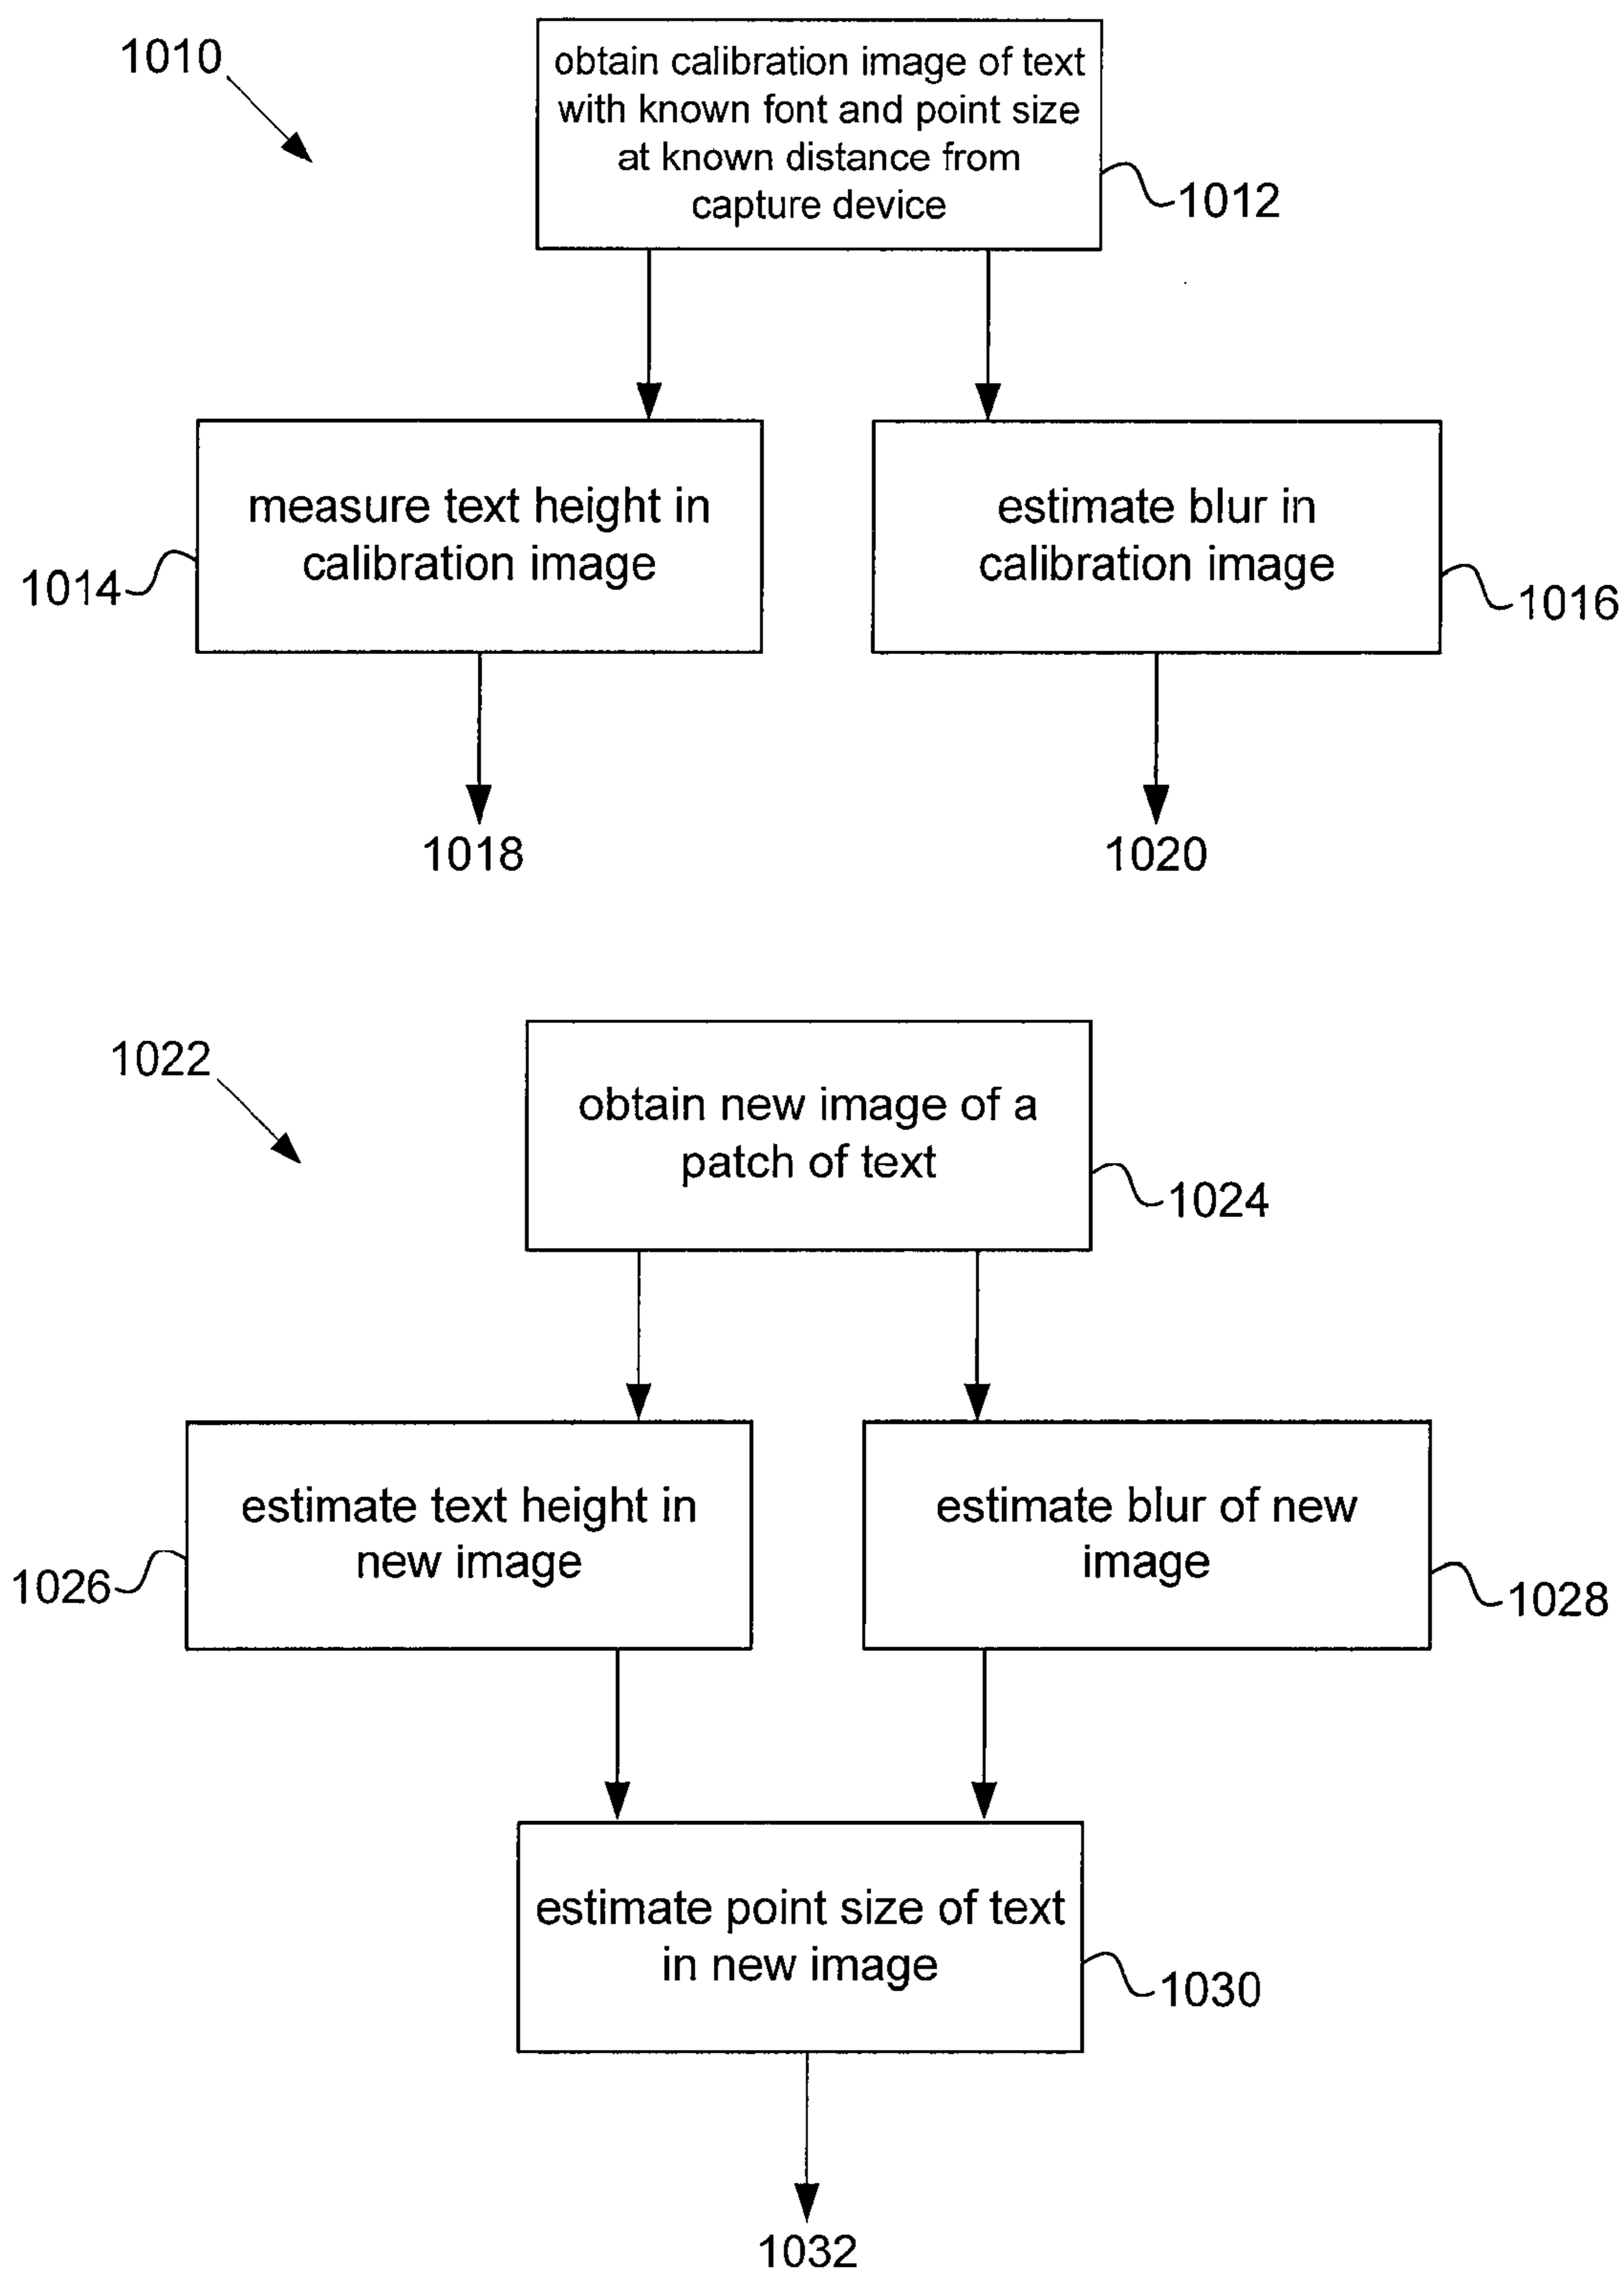 1010
obtain calibration image of text
with known font and point size
at known distance from
capture device
1012
measure text height in
calibration image
1014
estimate blur in
calibration image
1016
1018
1020
1022
obtain new image of a
patch of text
1024
estimate text height in
new image
1026
estimate blur of new
image
1028
estimate point size of text
in new image
1030
1032